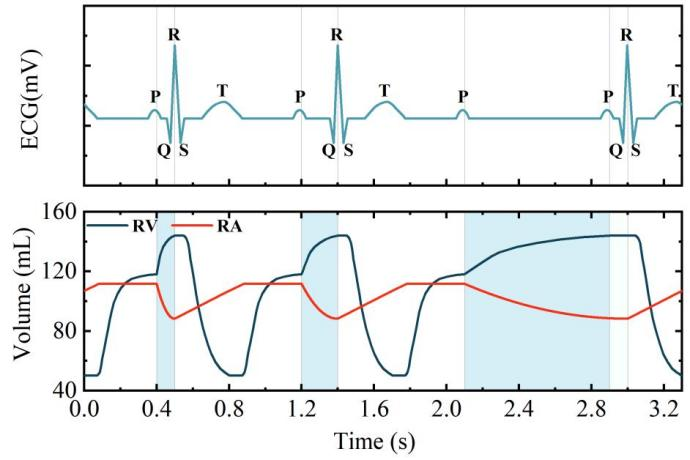 ECG(mV)
R R R
P T P T P P T
Q S Q S Q S
Volume (mL)
160
120
80
40
RV RA
0.0 0.4 0.8 1.2 1.6 2.0 2.4 2.8 3.2
Time (s)